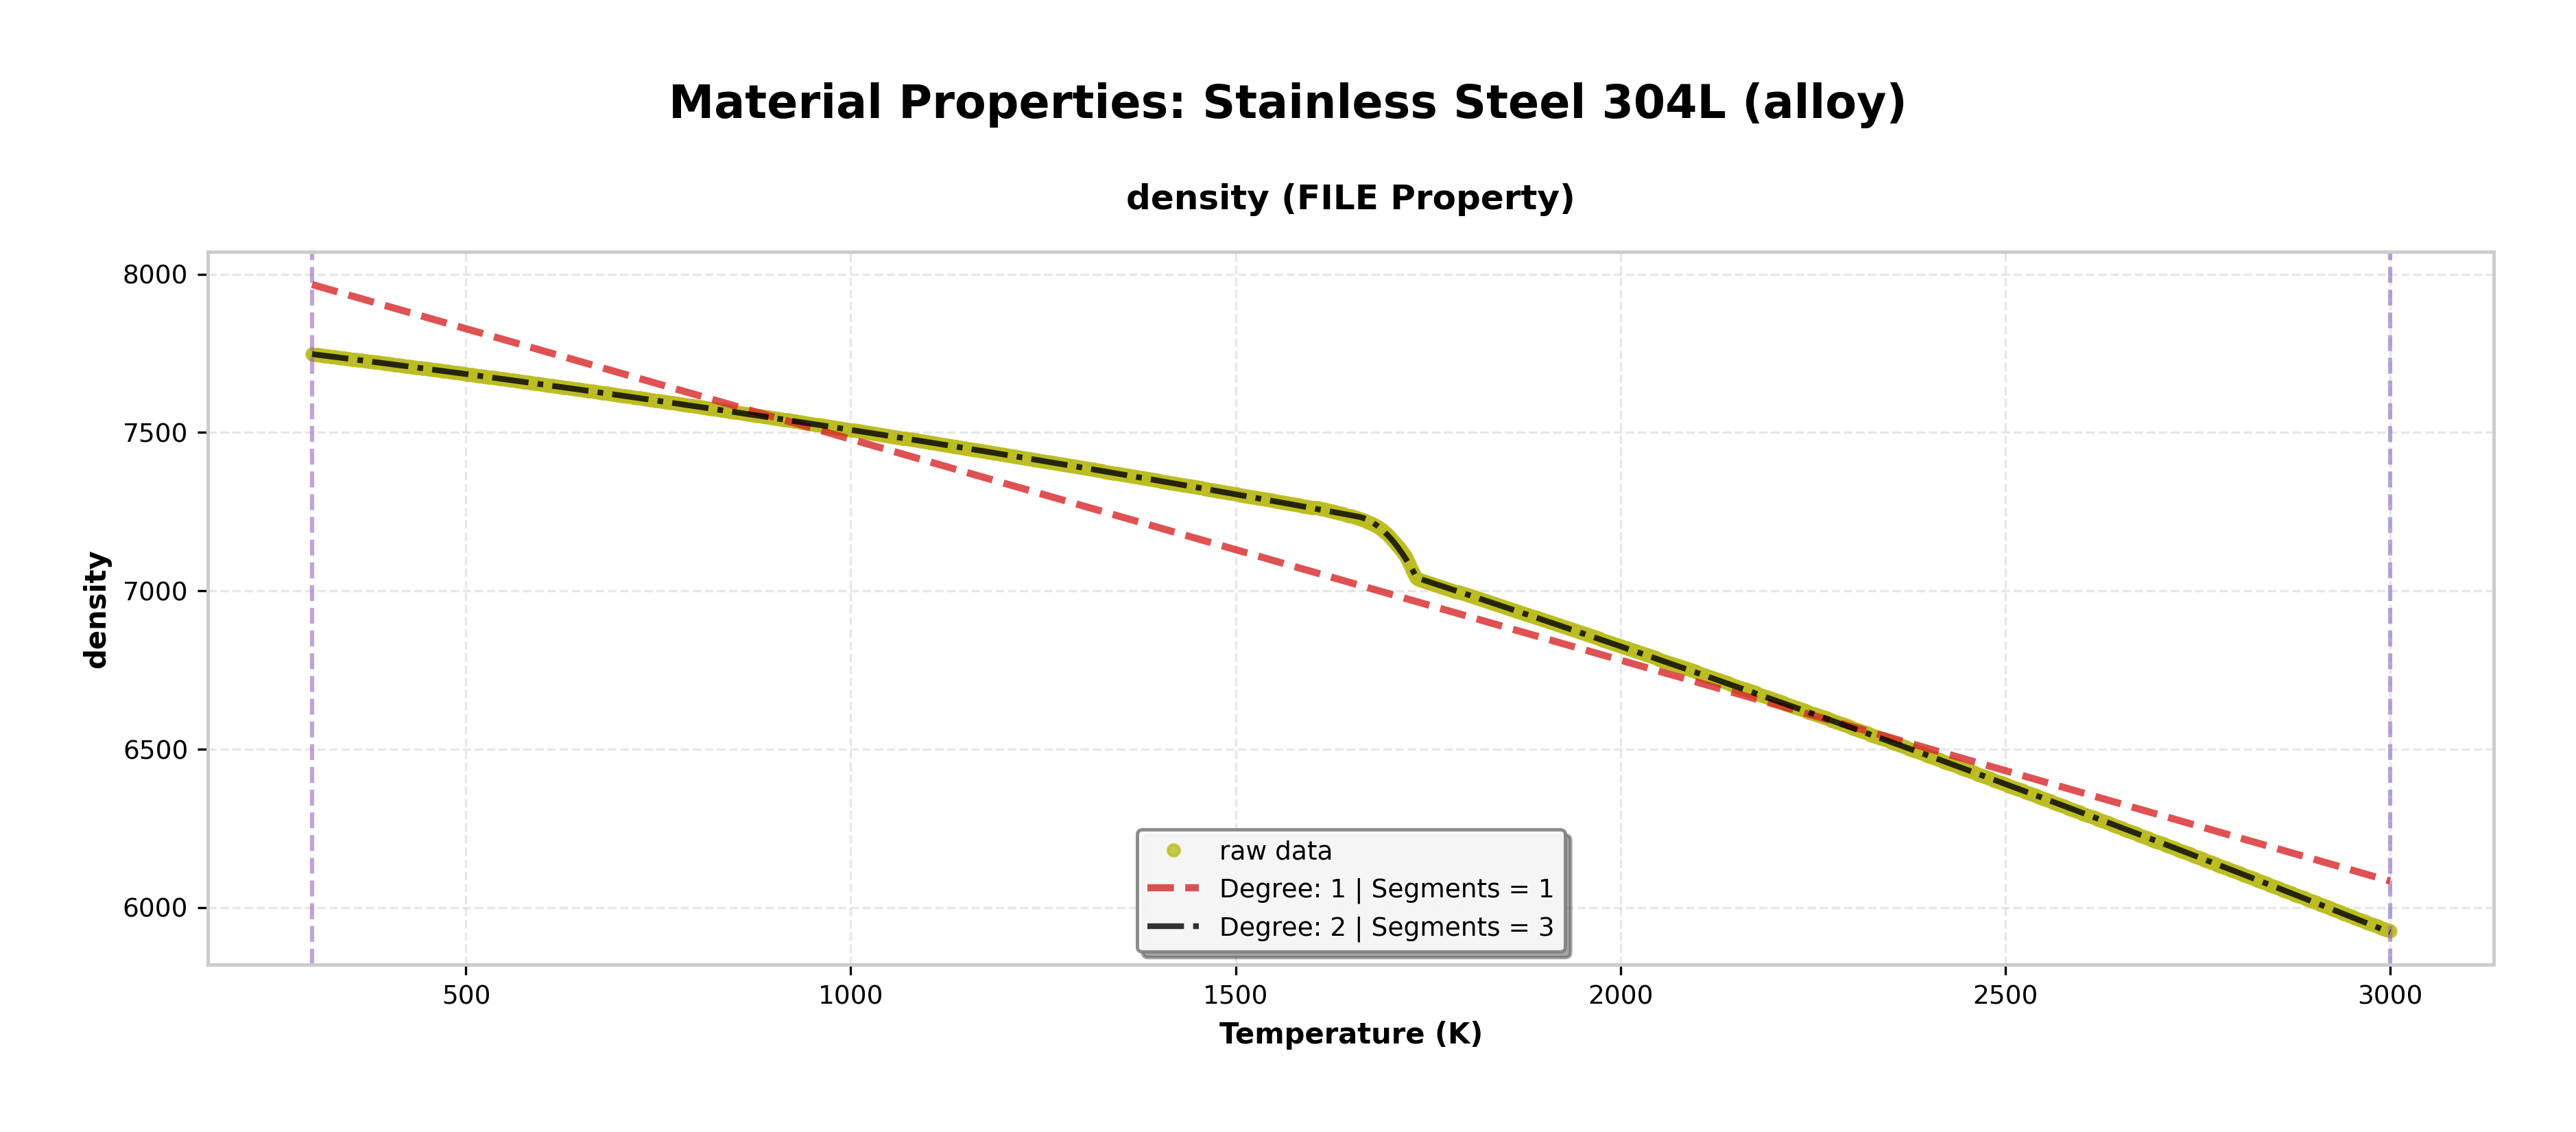 Material Properties: Stainless Steel 304L (alloy)
density (FILE Property)
density
8000
7500
7000
6500
6000
raw data
Degree: 1 | Segments = 1
Degree: 2 | Segments = 3
500 1000 1500 2000 2500 3000
Temperature (K)